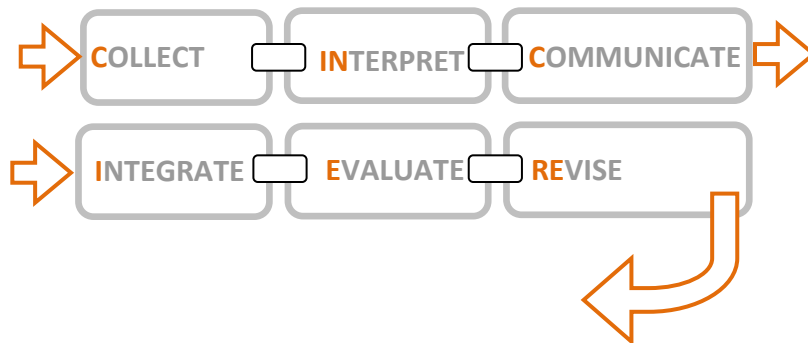 COLLECT INTERPRET COMMUNICATE
INTEGRATE EVALUATE REVISE